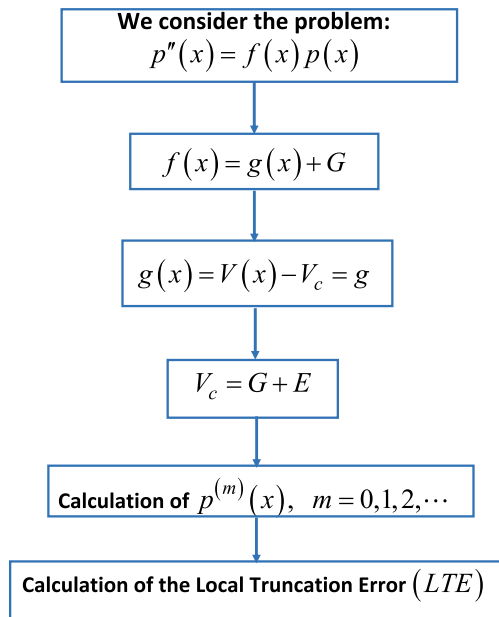 We consider the problem:
p″(x) = f(x) p(x)
f(x) = g(x) + G
g(x) = V(x) − V_c = g
V_c = G + E
Calculation of p^(m)(x), m = 0,1,2,⋯
Calculation of the Local Truncation Error (LTE)